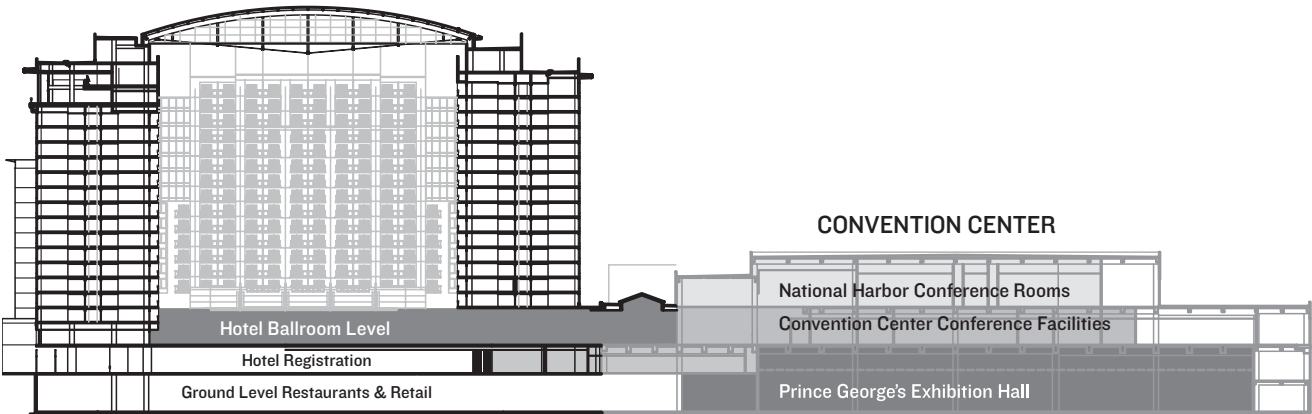 CONVENTION CENTER
National Harbor Conference Rooms
Hotel Ballroom Level
Convention Center Conference Facilities
Hotel Registration
Ground Level Restaurants & Retail
Prince George’s Exhibition Hall